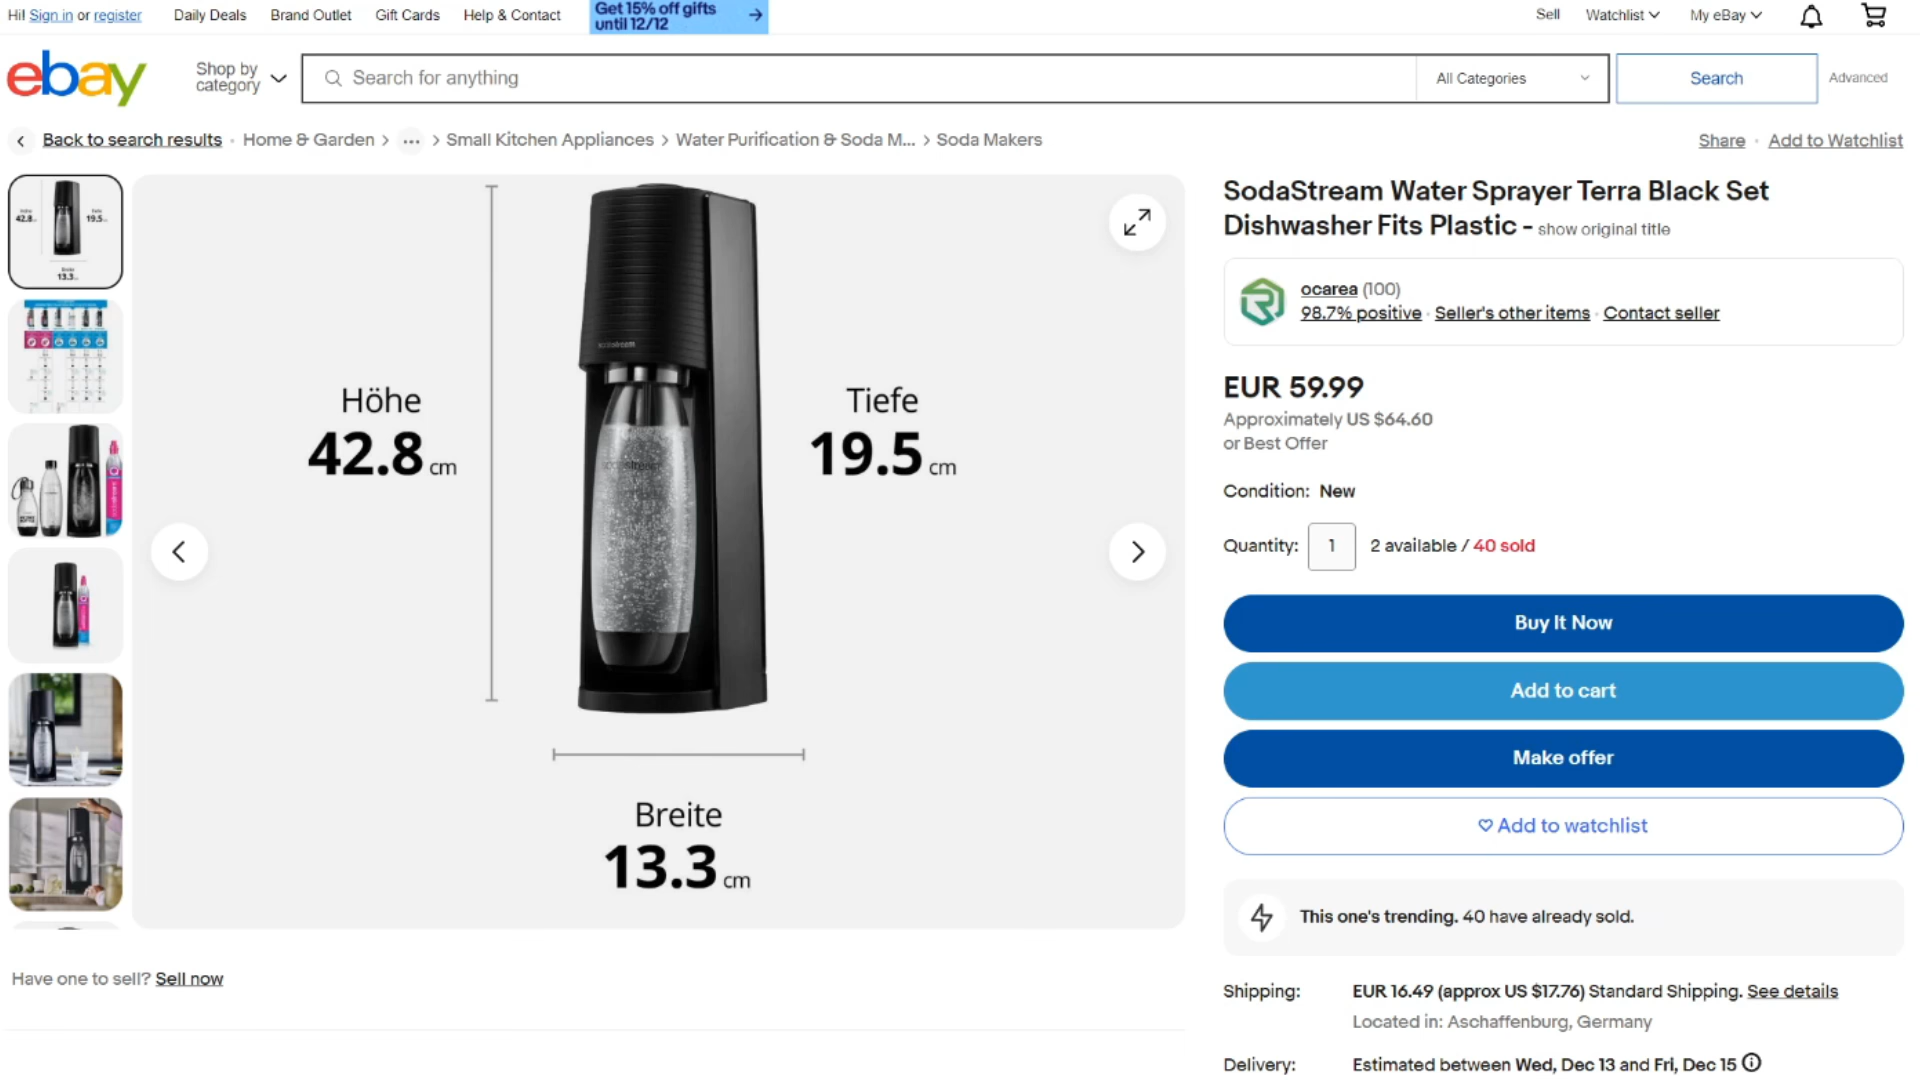 Hi! Sign in or register
Daily Deals
Brand Outlet
Gift Cards
Help & Contact
Get 15% off gifts
until 12/12
Sell
Watchlist
My eBay
ebay
Shop by
category
Search for anything
All Categories
Search
Advanced
Back to search results
Home & Garden
...
Small Kitchen Appliances
Water Purification & Soda M...
Soda Makers
Share
Add to Watchlist
Höhe
42.8 cm
Tiefe
19.5 cm
Breite
13.3 cm
sodastream
SodaStream Water Sprayer Terra Black Set
Dishwasher Fits Plastic - show original title
ocarea (100)
98.7% positive · Seller's other items · Contact seller
EUR 59.99
Approximately US $64.60
or Best Offer
Condition: New
Quantity: 1 2 available / 40 sold
Buy It Now
Add to cart
Make offer
Add to watchlist
This one's trending. 40 have already sold.
Shipping: EUR 16.49 (approx US $17.76) Standard Shipping. See details
Located in: Aschaffenburg, Germany
Delivery: Estimated between Wed, Dec 13 and Fri, Dec 15
Have one to sell? Sell now